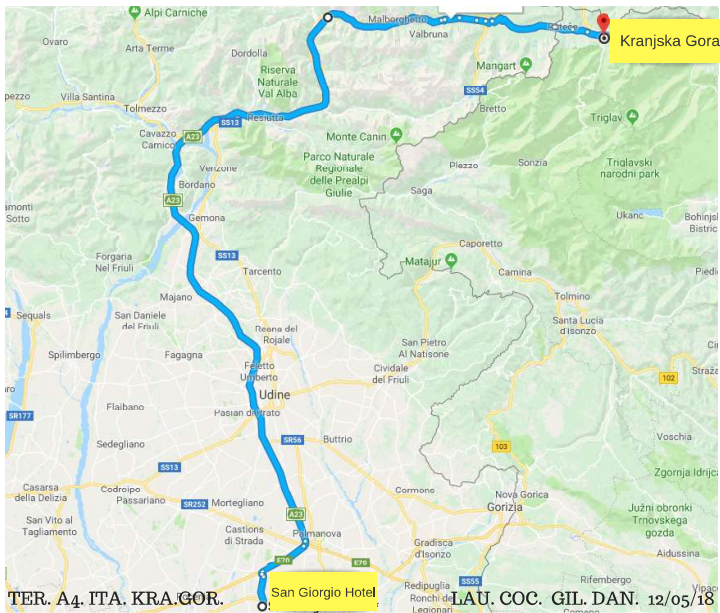 Alpi Carniche
Malborghetto
Ovaro
Arta Terme
Valbruna
Kranjska Gora
Dordolla
Mangart
Riserva
Naturale
Val Alba
SS54
Villa Santina
Tolmezzo
Bretto
Resiutta
SS13
Triglav
Cavazzo
Carnico
A23
Monte Canin
Venzone
Parco Naturale
Regionale
delle Prealpi
Giulie
Plezzo
Sonzia
Triglavski
narodni park
Bordano
Saga
A23
Gemona
Ukanc
Caporetto
Forgaria
Nel Friuli
SS13
Matajur
Tarcento
Camina
Majano
Tolmino
Sequals
San Daniele
del Friuli
Reana del
Rojale
Santa Lucia
d'Isonzo
San Pietro
Al Natisone
Spilimbergo
Fagagna
Feletto
Umberto
Cividale
del Friuli
102
Udine
Flaibano
Pasian di Prato
SR177
SR56
Buttrio
Voschia
Sedegliano
103
SS13
Zgornja Idrijca
Casarsa
della Delizia
Codroipo
Passariano
SR252
Mortegliano
Cormons
Nova Gorica
Gorizia
A23
San Vito al
Tagliamento
Castions
di Strada
Palmanova
Južni obronki
Trnovskega
gozda
Gradisca
d'Isonzo
E70
E70
Aidussina
Redipuglia
SS55
Rifembergo
San Giorgio Hotel
Ronchi dei
Legionari
TER. A4. ITA. KRA.GOR.
LAU. COC. GIL. DAN. 12/05/18